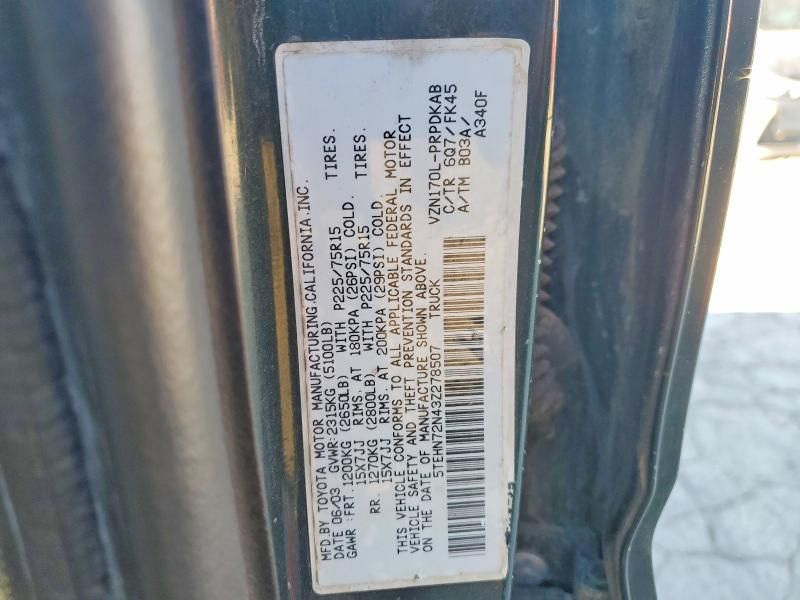 MFD.BY TOYOTA MOTOR MANUFACTURING,CALIFORNIA,INC.
DATE 06/03 GVWR:2315KG (5100LB)
GAWR :FRT.1200KG (2650LB) WITH P225/75R15 TIRES.
15X7JJ RIMS. AT 180KPA (26PSI) COLD.
RR. 1270KG (2800LB) WITH P225/75R15 TIRES.
15X7JJ RIMS. AT 200KPA (29PSI) COLD.
THIS VEHICLE CONFORMS TO ALL APPLICABLE FEDERAL MOTOR
VEHICLE SAFETY AND THEFT PREVENTION STANDARDS IN EFFECT
ON THE DATE OF MANUFACTURE SHOWN ABOVE.
5TEHN72N43Z278507 TRUCK
VZN170L-PRPDKAB
C/TR 6Q7/FK45
A/TM B03A/
A340F